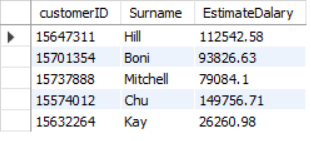 customerID Surname EstimateDalary
15647311 Hill 112542.58
15701354 Boni 93826.63
15737888 Mitchell 79084.1
15574012 Chu 149756.71
15632264 Kay 26260.98